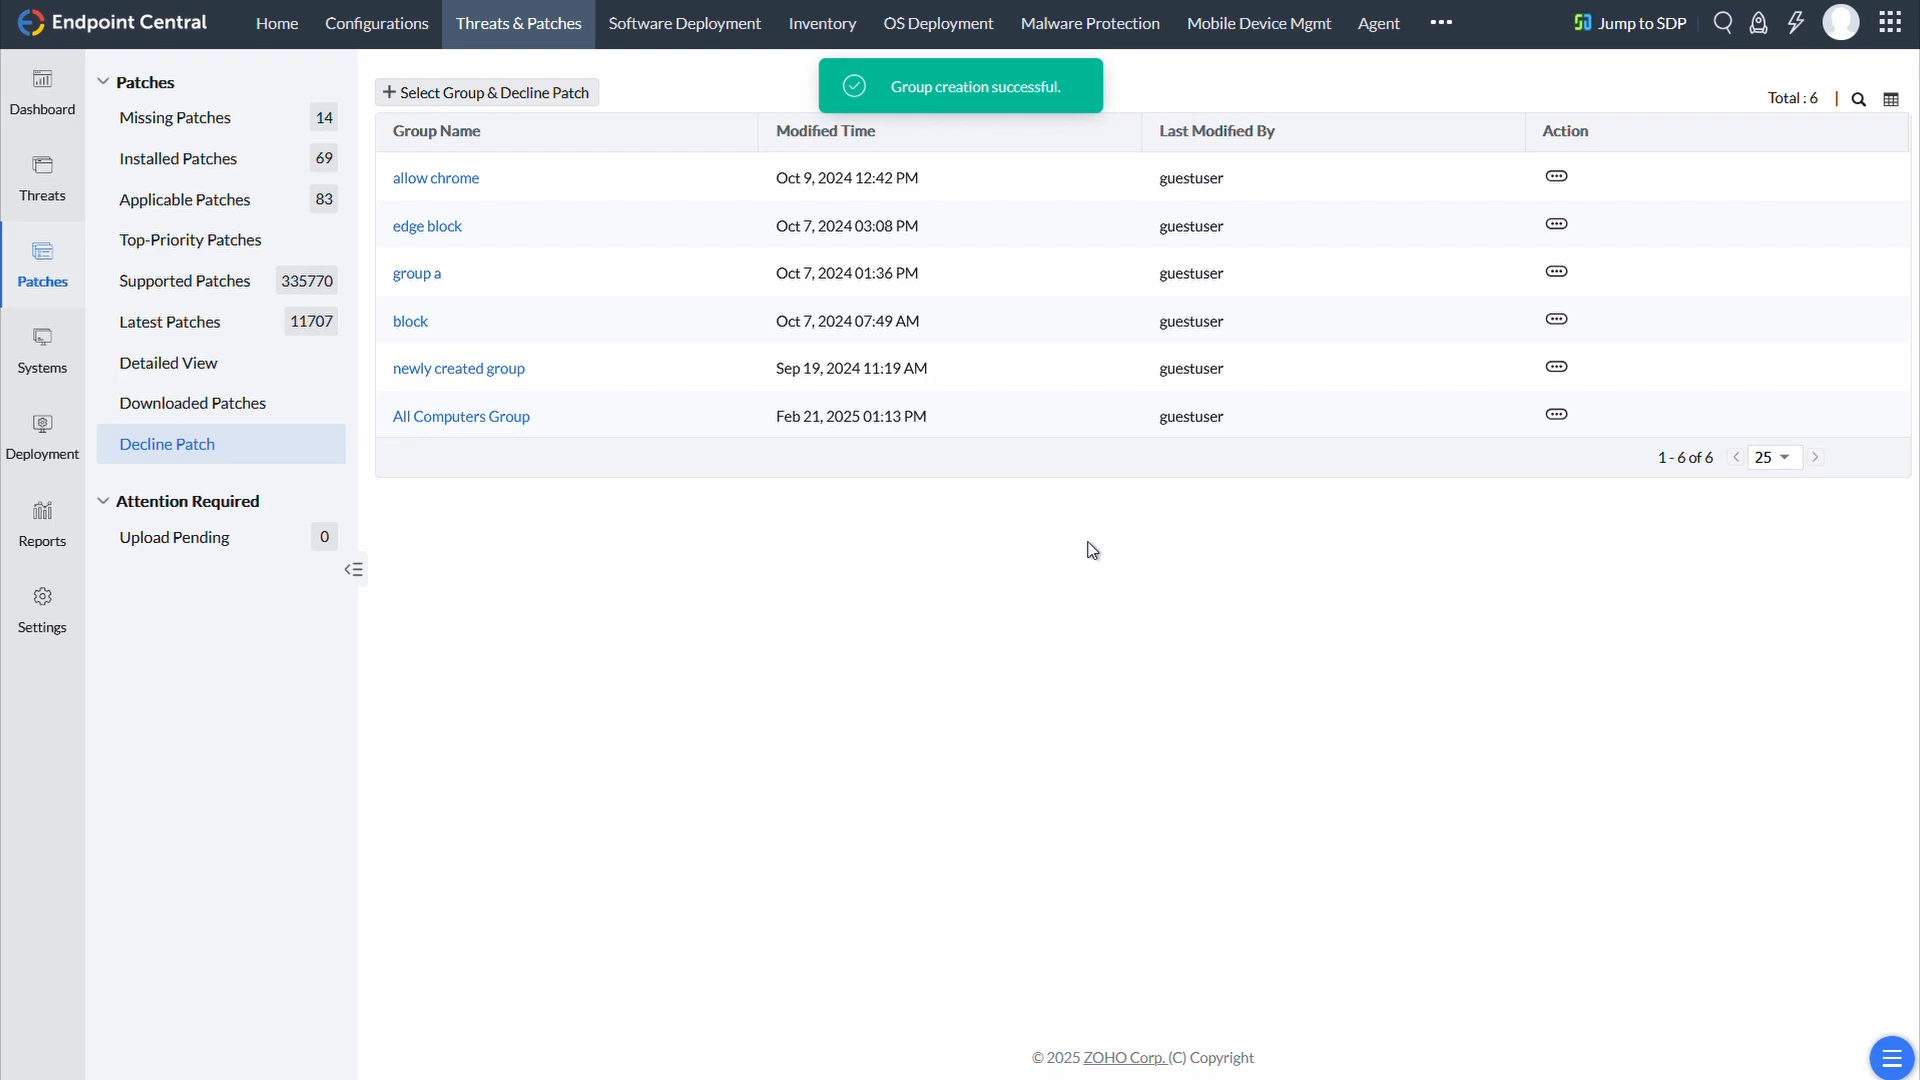 Endpoint Central
Home
Configurations
Threats & Patches
Software Deployment
Inventory
OS Deployment
Malware Protection
Mobile Device Mgmt
Agent
Jump to SDP
Dashboard
Threats
Patches
Systems
Deployment
Reports
Settings
Patches
Missing Patches 14
Installed Patches 69
Applicable Patches 83
Top-Priority Patches
Supported Patches 335770
Latest Patches 11707
Detailed View
Downloaded Patches
Decline Patch
Attention Required
Upload Pending 0
+ Select Group & Decline Patch
Group creation successful.
Total : 6
Group Name Modified Time Last Modified By Action
allow chrome Oct 9, 2024 12:42 PM guestuser
edge block Oct 7, 2024 03:08 PM guestuser
group a Oct 7, 2024 01:36 PM guestuser
block Oct 7, 2024 07:49 AM guestuser
newly created group Sep 19, 2024 11:19 AM guestuser
All Computers Group Feb 21, 2025 01:13 PM guestuser
1 - 6 of 6 25
© 2025 ZOHO Corp. (C) Copyright